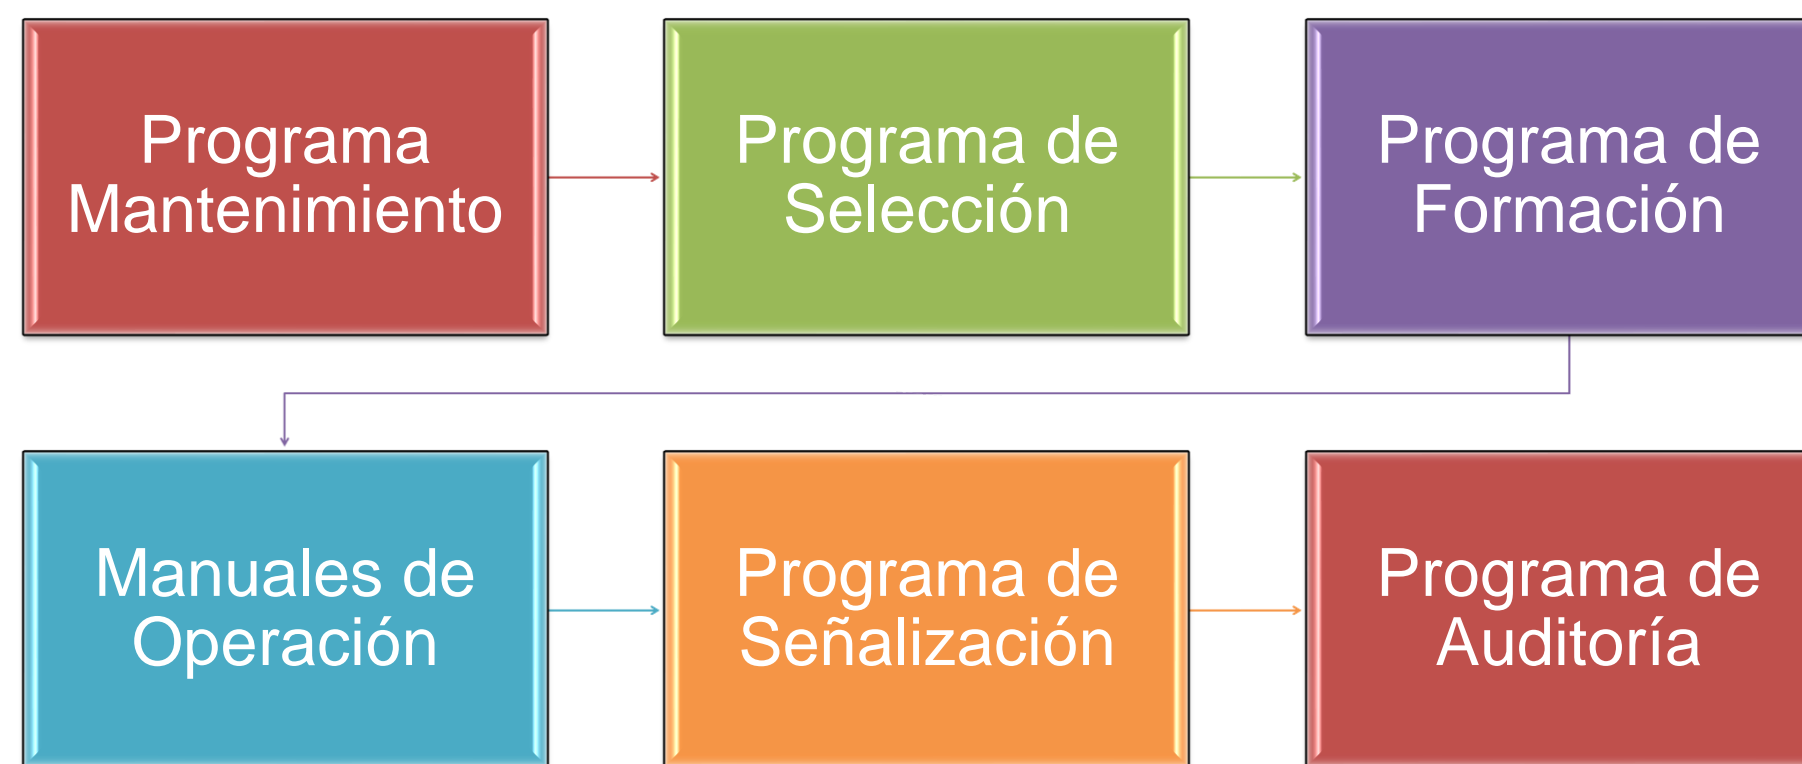 Programa
Mantenimiento
Programa de
Selección
Programa de
Formación
Manuales de
Operación
Programa de
Señalización
Programa de
Auditoría